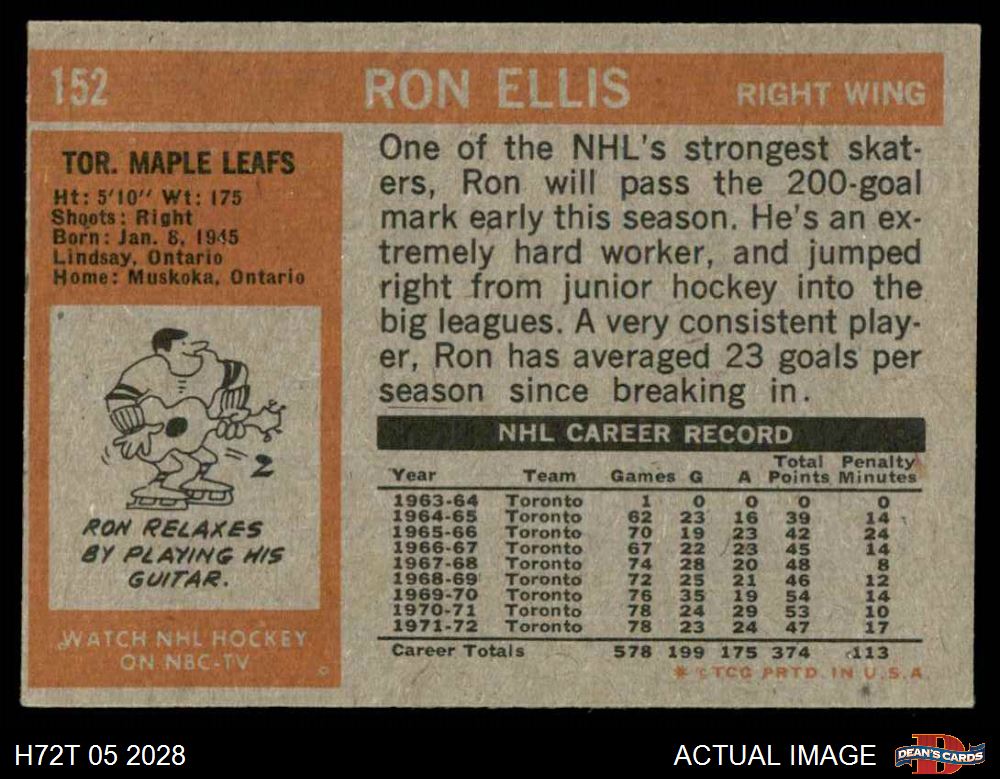 152 RON ELLIS RIGHT WING
TOR. MAPLE LEAFS
Ht: 5'10" Wt: 175
Shoots: Right
Born: Jan. 8, 1945
Lindsay, Ontario
Home: Muskoka, Ontario
2
RON RELAXES
BY PLAYING HIS
GUITAR.
WATCH NHL HOCKEY
ON NBC-TV
One of the NHL's strongest skat-
ers, Ron will pass the 200-goal
mark early this season. He's an ex-
tremely hard worker, and jumped
right from junior hockey into the
big leagues. A very consistent play-
er, Ron has averaged 23 goals per
season since breaking in.
NHL CAREER RECORD
Total Penalty
Year Team Games G A Points Minutes
1963-64 Toronto 1 0 0 0 0
1964-65 Toronto 62 23 16 39 14
1965-66 Toronto 70 19 23 42 24
1966-67 Toronto 67 22 23 45 14
1967-68 Toronto 74 28 20 48 8
1968-69 Toronto 72 25 21 46 12
1969-70 Toronto 76 35 19 54 14
1970-71 Toronto 78 24 29 53 10
1971-72 Toronto 78 23 24 47 17
Career Totals 578 199 175 374 113
* © TCG PRTD. IN U.S.A.
H72T 05 2028 ACTUAL IMAGE DEAN'S CARDS